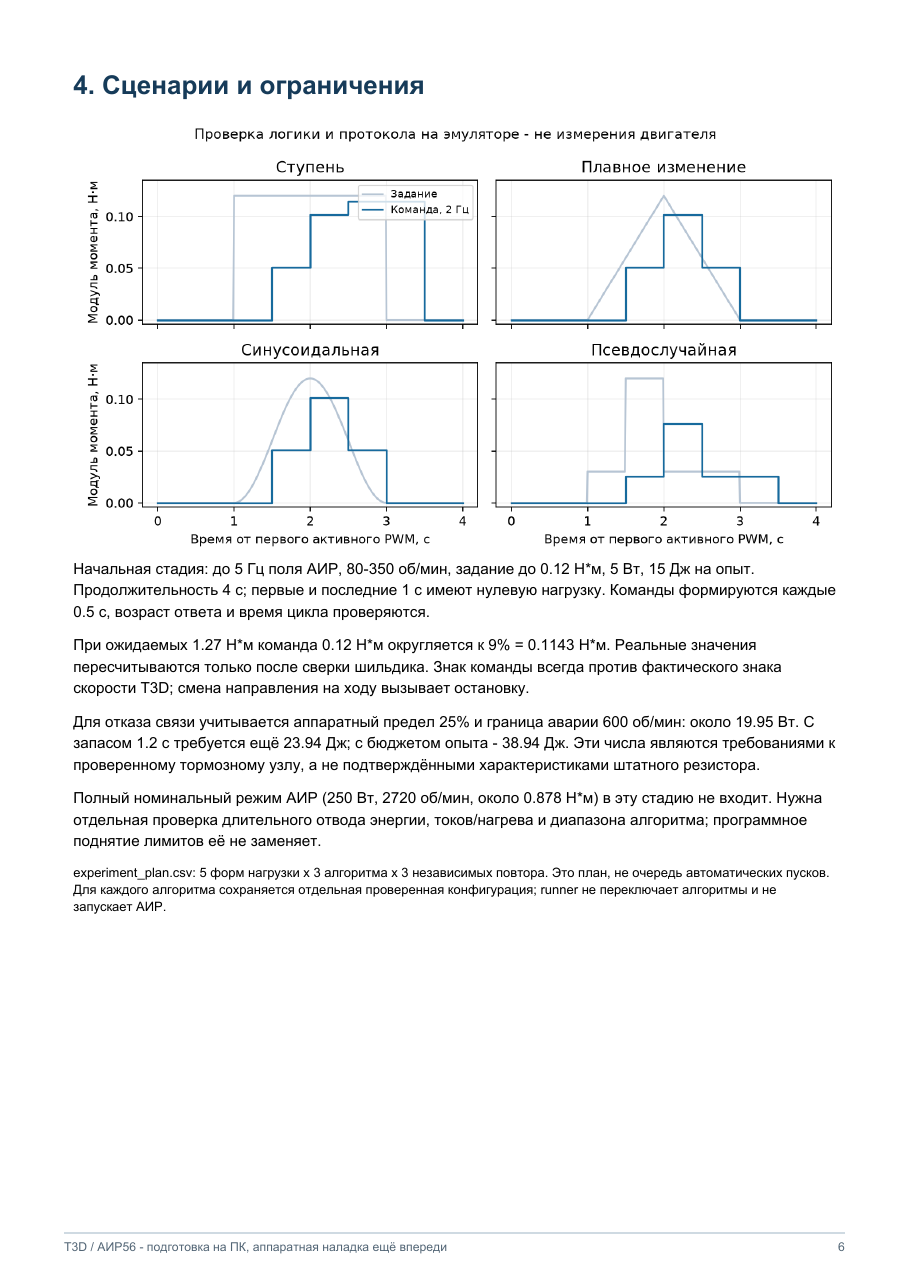 4. Сценарии и ограничения
Проверка логики и протокола на эмуляторе - не измерения двигателя
Ступень
Плавное изменение
Модуль момента, Н·м
0.10
0.05
0.00
Задание
Команда, 2 Гц
Синусоидальная
Псевдослучайная
Модуль момента, Н·м
0.10
0.05
0.00
0 1 2 3 4
0 1 2 3 4
Время от первого активного PWM, с
Время от первого активного PWM, с
Начальная стадия: до 5 Гц поля АИР, 80-350 об/мин, задание до 0.12 Н*м, 5 Вт, 15 Дж на опыт.
Продолжительность 4 с; первые и последние 1 с имеют нулевую нагрузку. Команды формируются каждые
0.5 с, возраст ответа и время цикла проверяются.
При ожидаемых 1.27 Н*м команда 0.12 Н*м округляется к 9% = 0.1143 Н*м. Реальные значения
пересчитываются только после сверки шильдика. Знак команды всегда против фактического знака
скорости T3D; смена направления на ходу вызывает остановку.
Для отказа связи учитывается аппаратный предел 25% и граница аварии 600 об/мин: около 19.95 Вт. С
запасом 1.2 с требуется ещё 23.94 Дж; с бюджетом опыта - 38.94 Дж. Эти числа являются требованиями к
проверенному тормозному узлу, а не подтверждёнными характеристиками штатного резистора.
Полный номинальный режим АИР (250 Вт, 2720 об/мин, около 0.878 Н*м) в эту стадию не входит. Нужна
отдельная проверка длительного отвода энергии, токов/нагрева и диапазона алгоритма; программное
поднятие лимитов её не заменяет.
experiment_plan.csv: 5 форм нагрузки x 3 алгоритма x 3 независимых повтора. Это план, не очередь автоматических пусков.
Для каждого алгоритма сохраняется отдельная проверенная конфигурация; runner не переключает алгоритмы и не
запускает АИР.
T3D / АИР56 - подготовка на ПК, аппаратная наладка ещё впереди
6